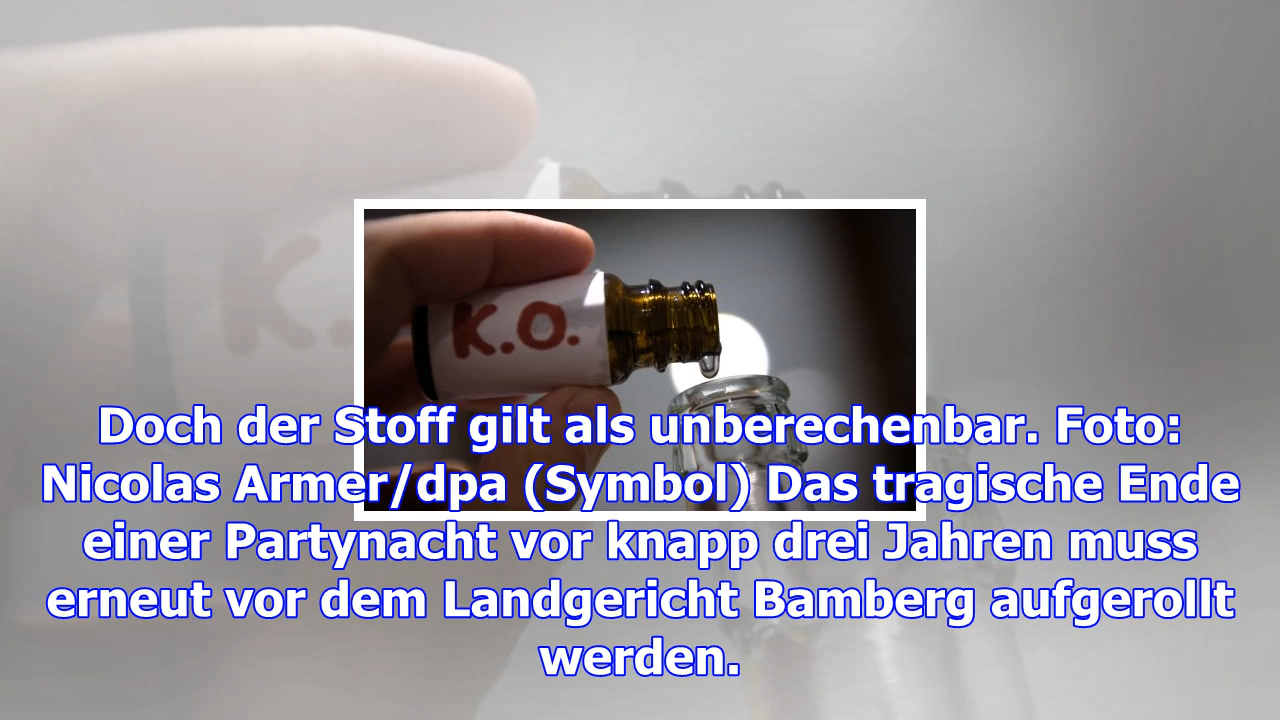 K.O.
Doch der Stoff gilt als unberechenbar. Foto:
Nicolas Armer/dpa (Symbol) Das tragische Ende
einer Partynacht vor knapp drei Jahren muss
erneut vor dem Landgericht Bamberg aufgerollt
werden.